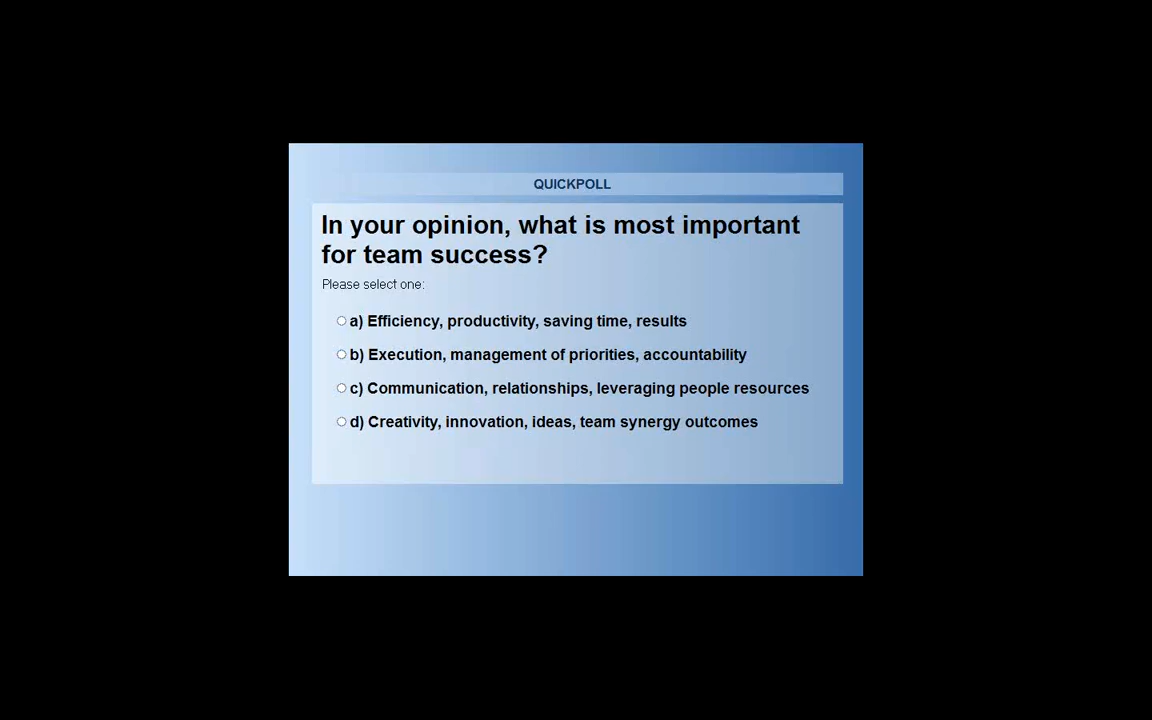 QUICKPOLL
In your opinion, what is most important
for team success?
Please select one:
a) Efficiency, productivity, saving time, results
b) Execution, management of priorities, accountability
c) Communication, relationships, leveraging people resources
d) Creativity, innovation, ideas, team synergy outcomes